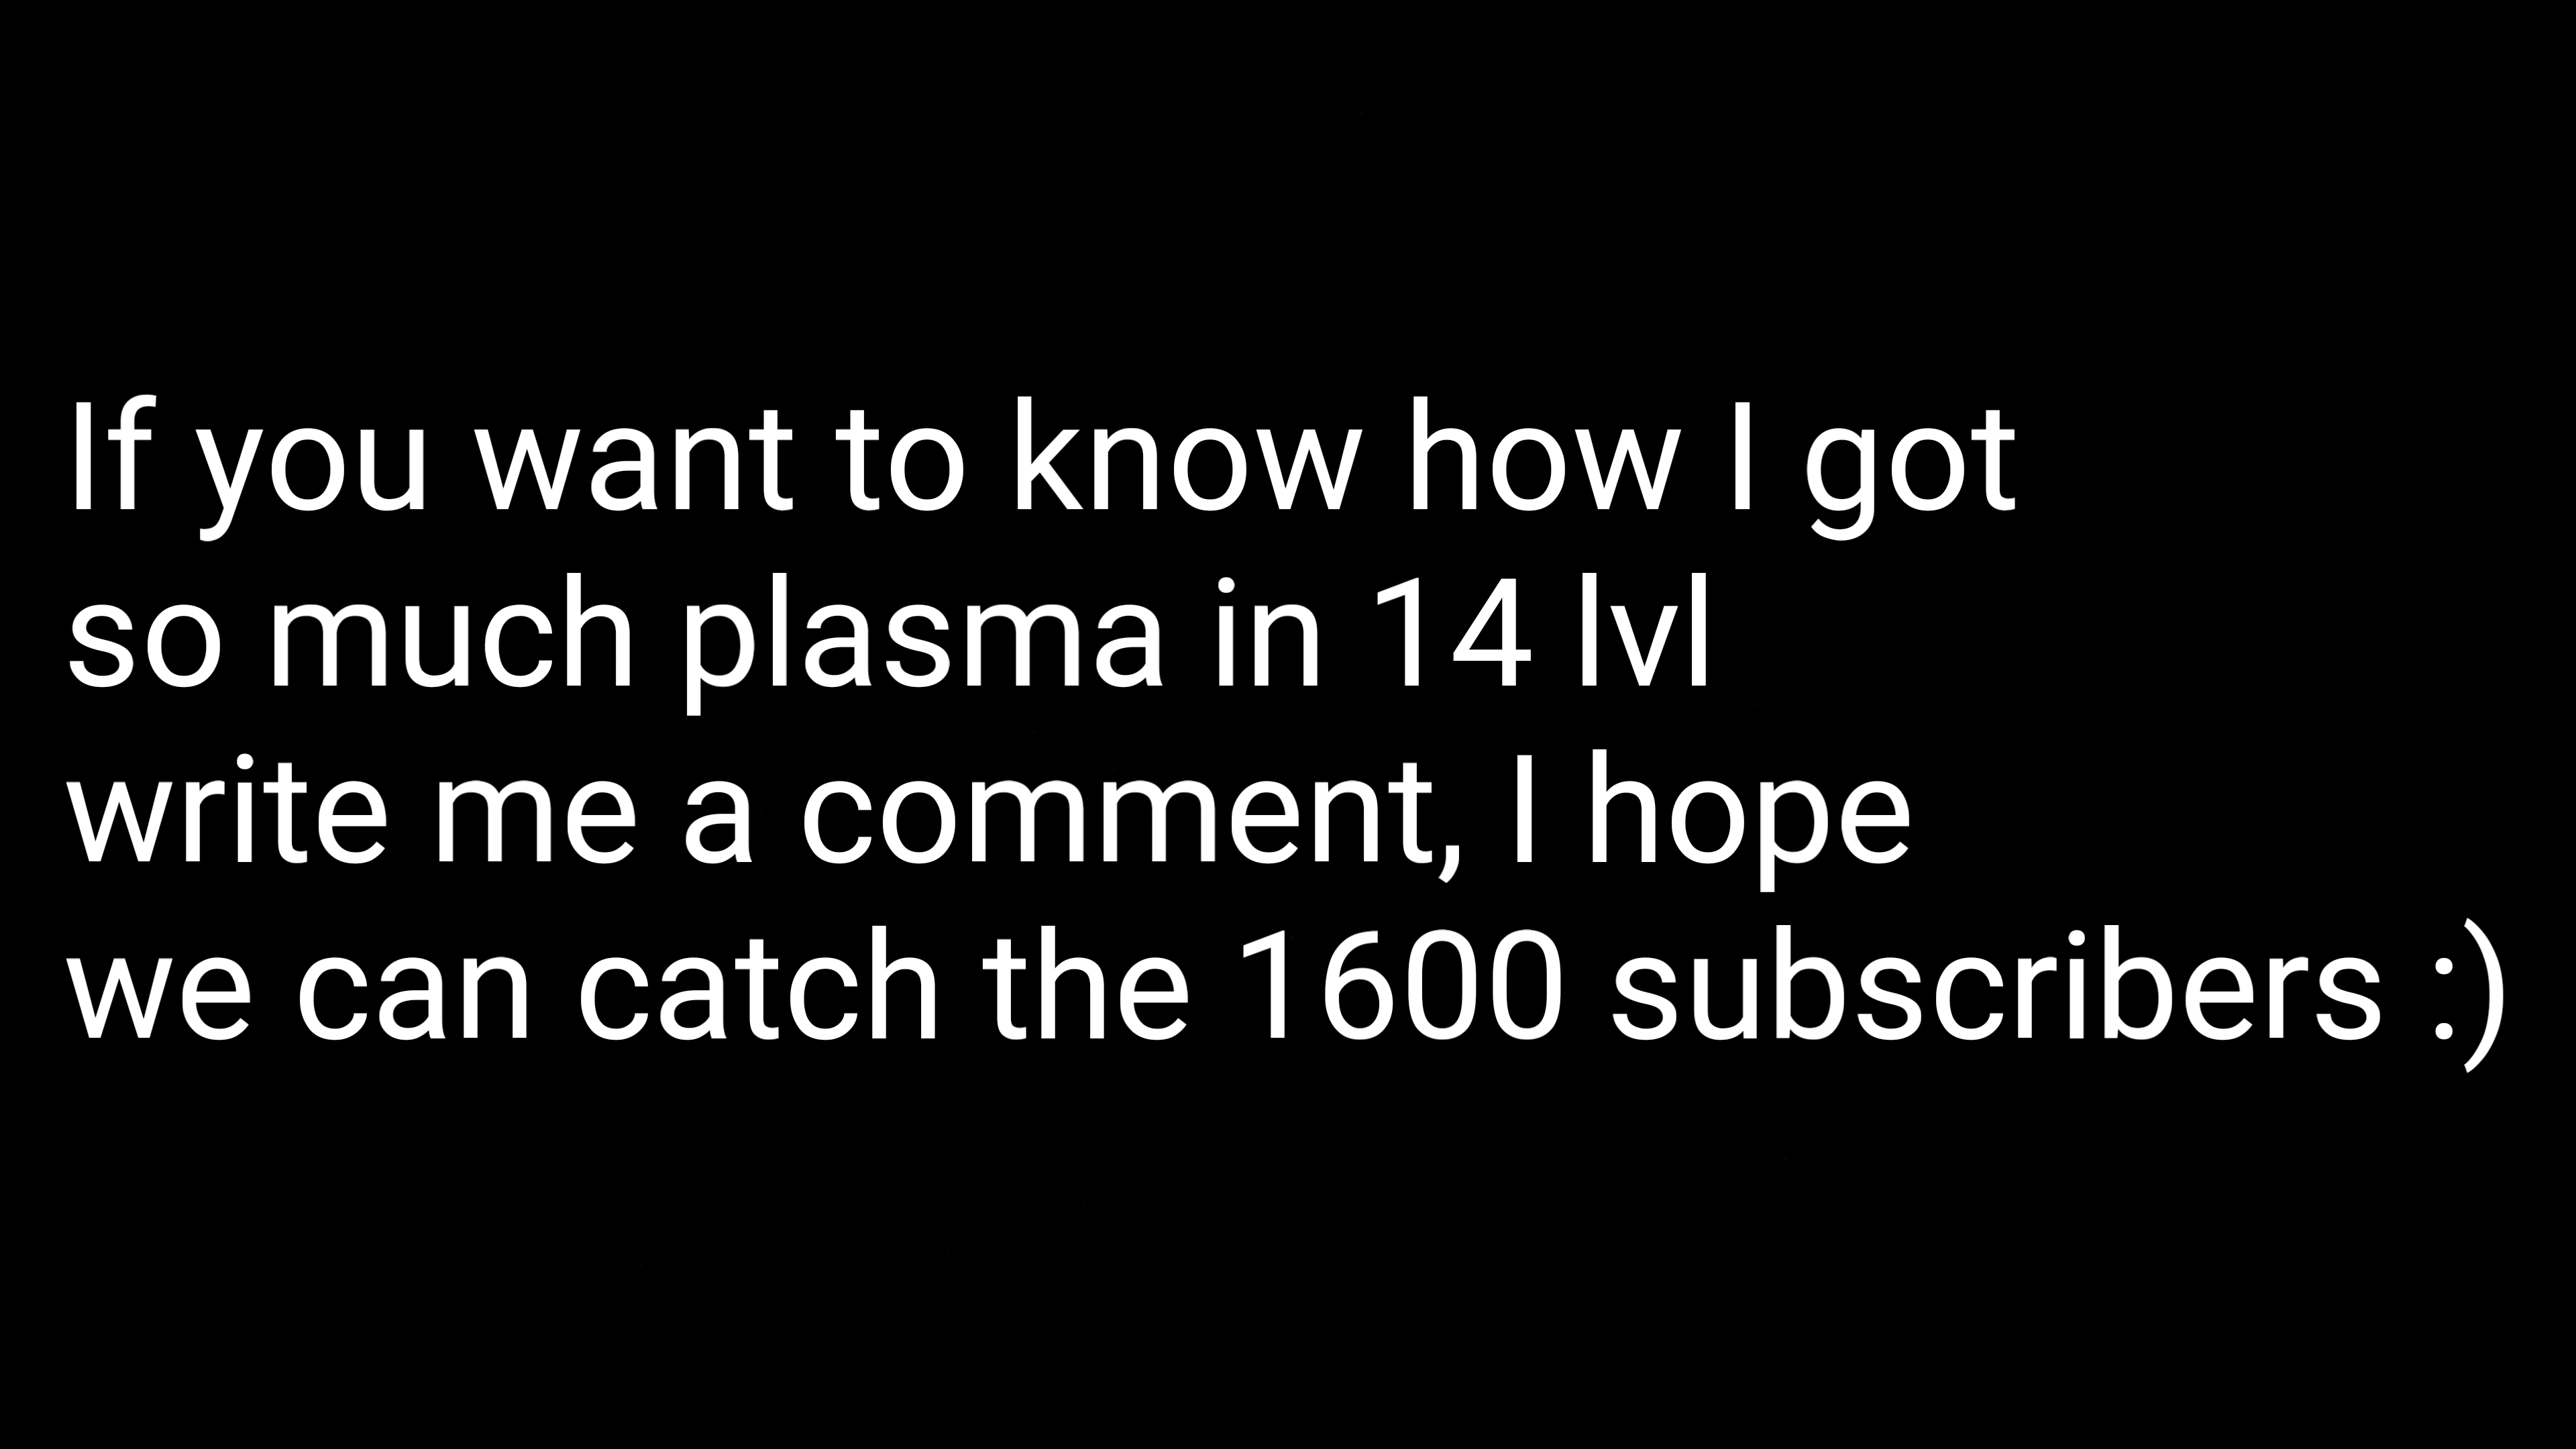 If you want to know how I got
so much plasma in 14 lvl
write me a comment, I hope
we can catch the 1600 subscribers :)